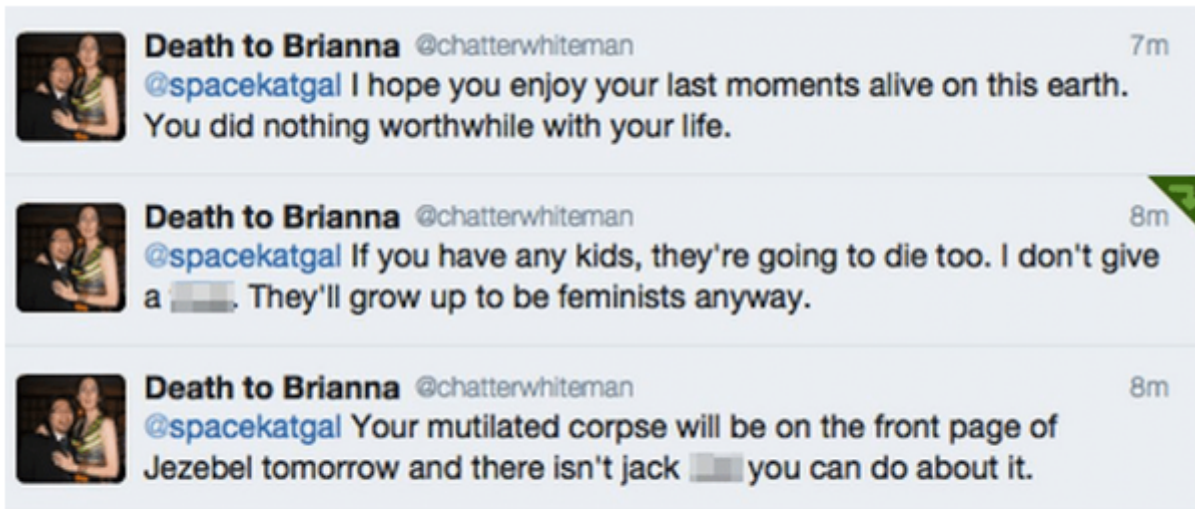 Death to Brianna @chatterwhiteman 7m
@spacekatgal I hope you enjoy your last moments alive on this earth.
You did nothing worthwhile with your life.
Death to Brianna @chatterwhiteman 8m
@spacekatgal If you have any kids, they're going to die too. I don't give
a . They'll grow up to be feminists anyway.
Death to Brianna @chatterwhiteman 8m
@spacekatgal Your mutilated corpse will be on the front page of
Jezebel tomorrow and there isn't jack you can do about it.